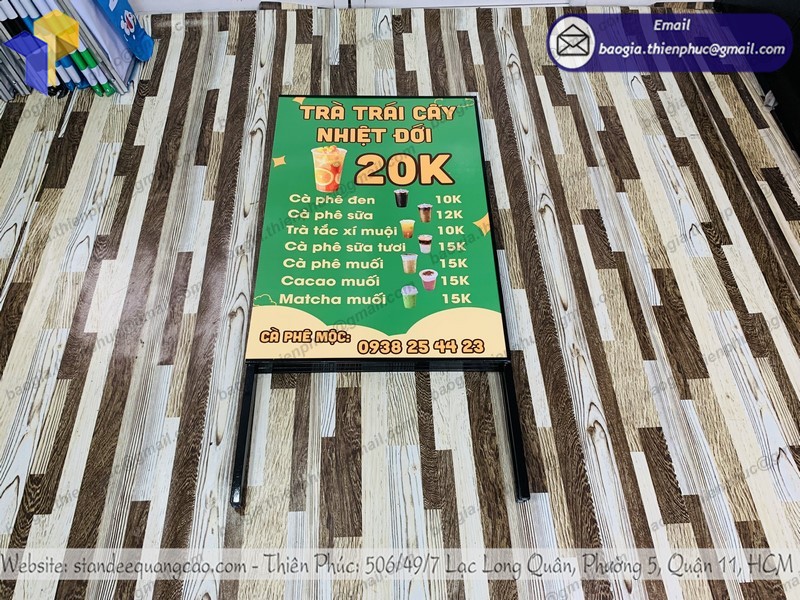 Email
baogia.thienphuc@gmail.com
TRÀ TRÁI CÂY
NHIỆT ĐỚI
20K
Cà phê đen 10K
Cà phê sữa 12K
Trà tắc xí muội 10K
Cà phê sữa tươi 15K
Cà phê muối 15K
Cacao muối 15K
Matcha muối 15K
CÀ PHÊ MỘC: 0938 25 44 23
Website: standeequangcao.com - Thiên Phúc: 506/49/7 Lạc Long Quân, Phường 5, Quận 11, HCM